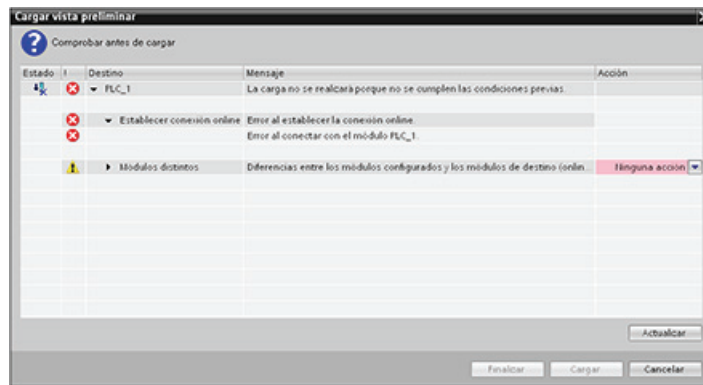 Cargar vista preliminar
Comprobar antes de cargar
Estado ! Destino Mensaje Acción
PLC_1 La carga no se realizará porque no se cumplen las condiciones previas.
Establecer conexión online Error al establecer la conexión online.
Error al conectar con el módulo PLC_1.
Módulos distintos Diferencias entre los módulos configurados y los módulos de destino (onlin... Ninguna acción
Actualizar
Finalizar Cargar Cancelar